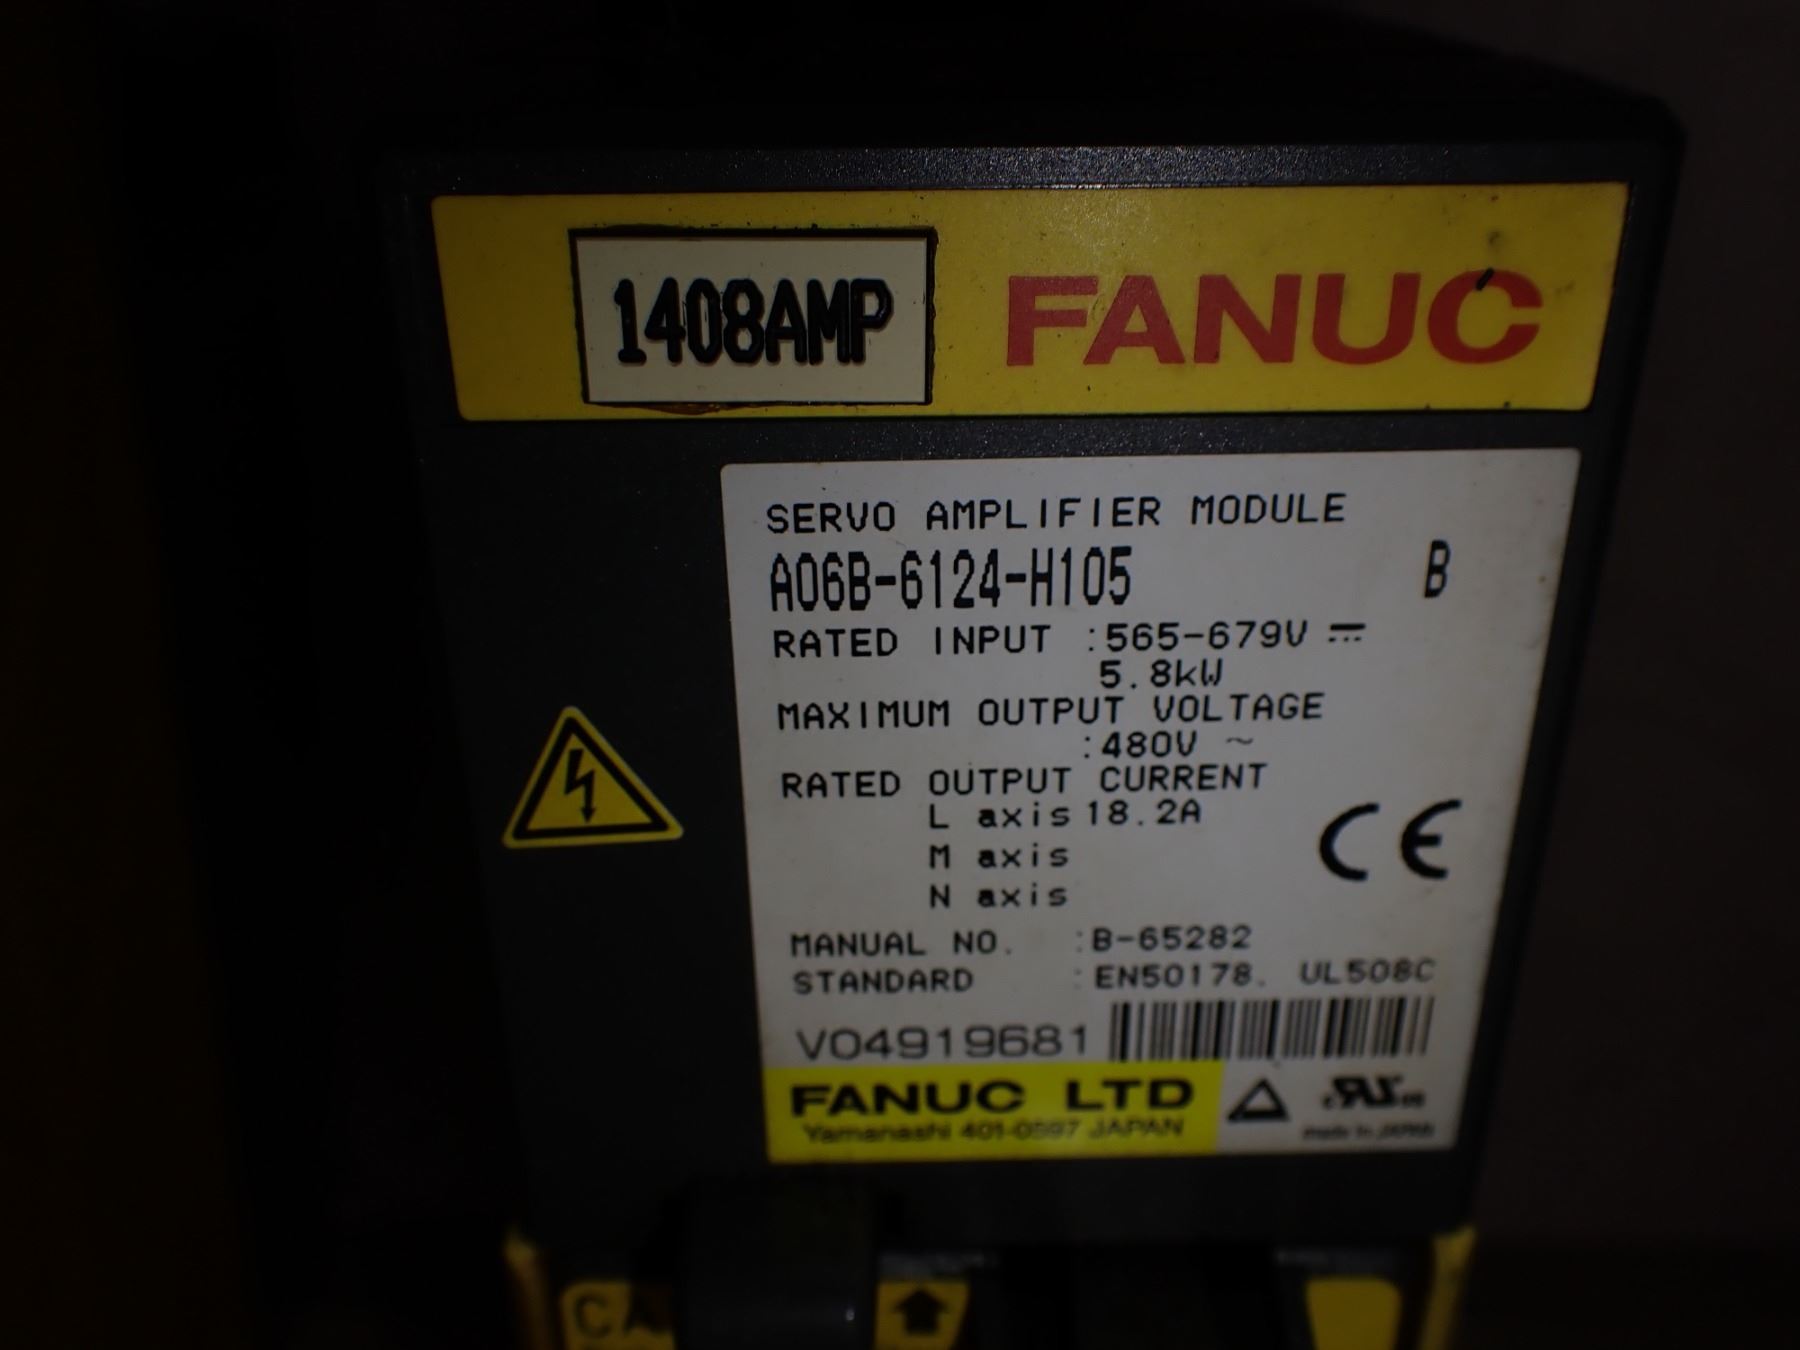 1408AMP FANUC
SERVO AMPLIFIER MODULE
A06B-6124-H105 B
RATED INPUT :565-679V ⎓
5.8kW
MAXIMUM OUTPUT VOLTAGE
:480V ~
RATED OUTPUT CURRENT
L axis 18.2A
M axis
N axis
CE
MANUAL NO. :B-65282
STANDARD :EN50178. UL508C
V04919681
FANUC LTD
Yamanashi 401-0597 JAPAN
made in JAPAN
CA